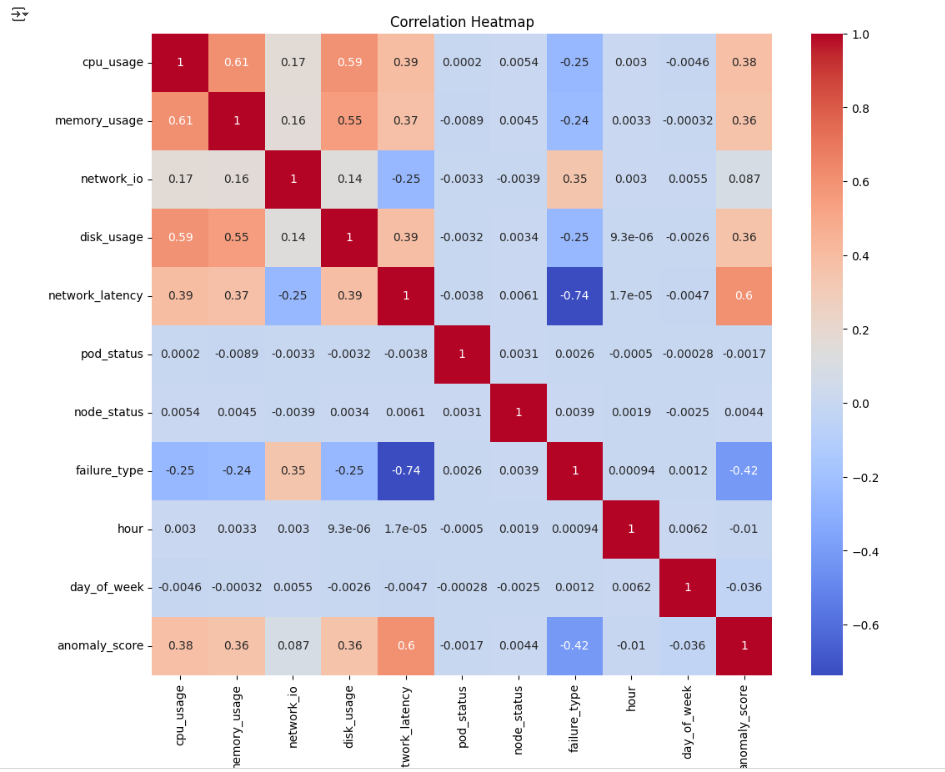 Correlation Heatmap
cpu_usage 1 0.61 0.17 0.59 0.39 0.0002 0.0054 -0.25 0.003 -0.0046 0.38
memory_usage 0.61 1 0.16 0.55 0.37 -0.0089 0.0045 -0.24 0.0033 -0.00032 0.36
network_io 0.17 0.16 1 0.14 -0.25 -0.0033 -0.0039 0.35 0.003 0.0055 0.087
disk_usage 0.59 0.55 0.14 1 0.39 -0.0032 0.0034 -0.25 9.3e-06 -0.0026 0.36
network_latency 0.39 0.37 -0.25 0.39 1 -0.0038 0.0061 -0.74 1.7e-05 -0.0047 0.6
pod_status 0.0002 -0.0089 -0.0033 -0.0032 -0.0038 1 0.0031 0.0026 -0.0005 -0.00028 -0.0017
node_status 0.0054 0.0045 -0.0039 0.0034 0.0061 0.0031 1 0.0039 0.0019 -0.0025 0.0044
failure_type -0.25 -0.24 0.35 -0.25 -0.74 0.0026 0.0039 1 0.00094 0.0012 -0.42
hour 0.003 0.0033 0.003 9.3e-06 1.7e-05 -0.0005 0.0019 0.00094 1 0.0062 -0.01
day_of_week -0.0046 -0.00032 0.0055 -0.0026 -0.0047 -0.00028 -0.0025 0.0012 0.0062 1 -0.036
anomaly_score 0.38 0.36 0.087 0.36 0.6 -0.0017 0.0044 -0.42 -0.01 -0.036 1
cpu_usage
emory_usage
network_io
disk_usage
twork_latency
pod_status
node_status
failure_type
hour
day_of_week
nomaly_score
1.0
0.8
0.6
0.4
0.2
0.0
−0.2
−0.4
−0.6